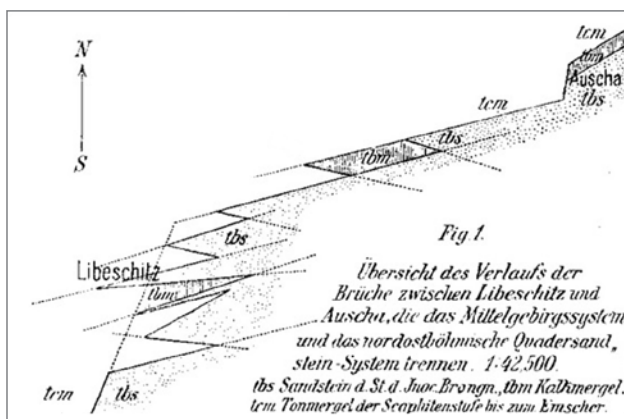 N
S
tcm
tbm
Auscha
tbs
tcm
tbs
tbm
tbs
Libeschitz
tbm
tcm
tbs
Fig. 1.
Übersicht des Verlaufs der
Brüche zwischen Libeschitz und
Auscha, die das Mittelgebirgssystem
und das nordostböhmische Quadersand„
stein-System trennen. 1:42,500.
tbs Sandstein d. St. d. Inoc. Brongn., tbm Kalkmergel.
tcm Tonmergel der Scaphitenstufe bis zum Emscher.